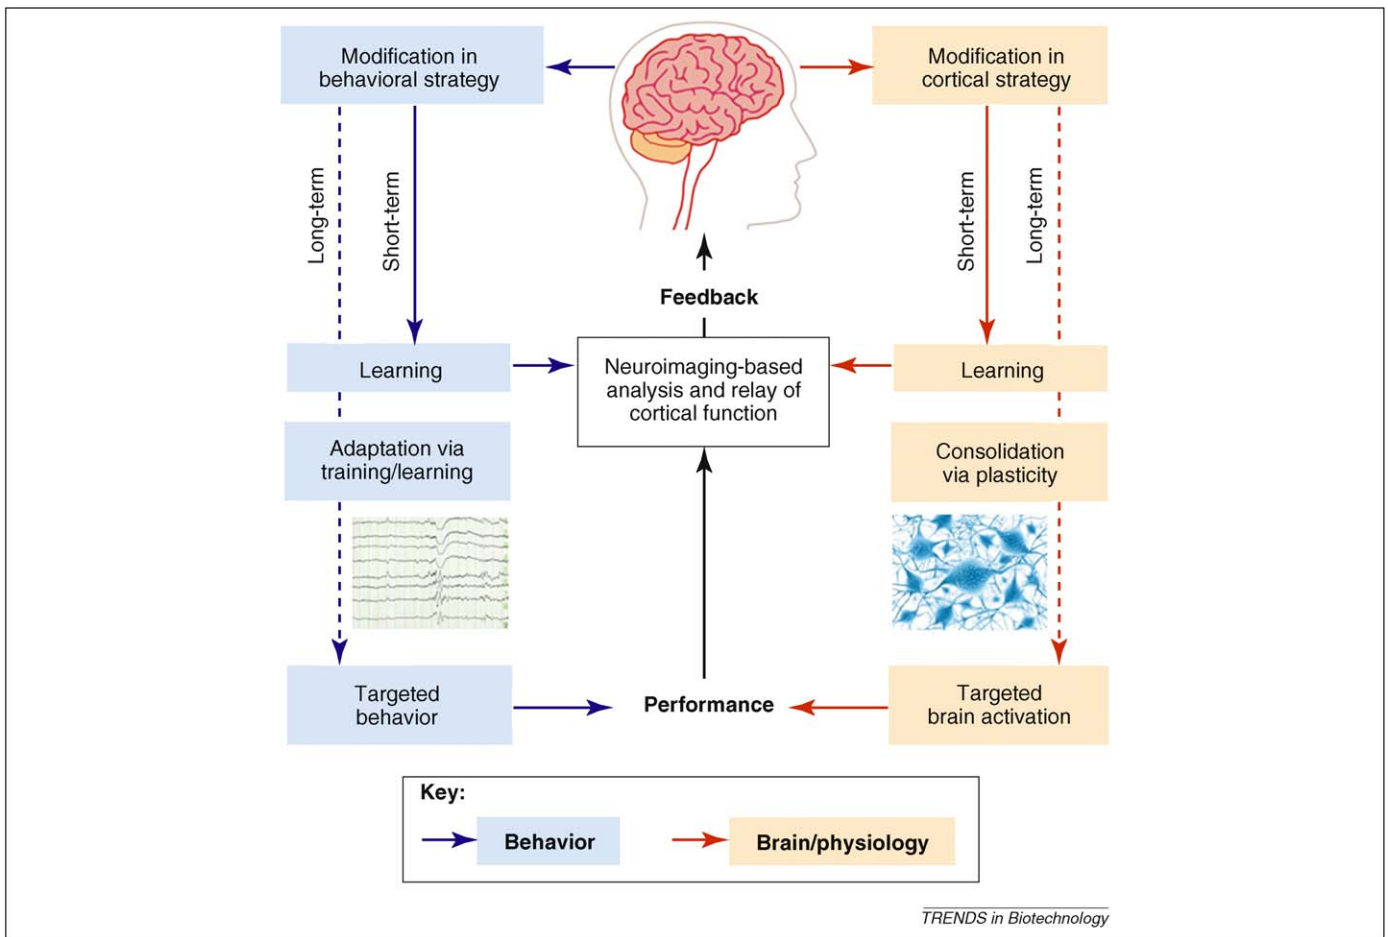 Modification in
behavioral strategy
Modification in
cortical strategy
Long-term
Short-term
Short-term
Long-term
Feedback
Learning
Neuroimaging-based
analysis and relay of
cortical function
Learning
Adaptation via
training/learning
Consolidation
via plasticity
Targeted
behavior
Performance
Targeted
brain activation
Key:
Behavior
Brain/physiology
TRENDS in Biotechnology